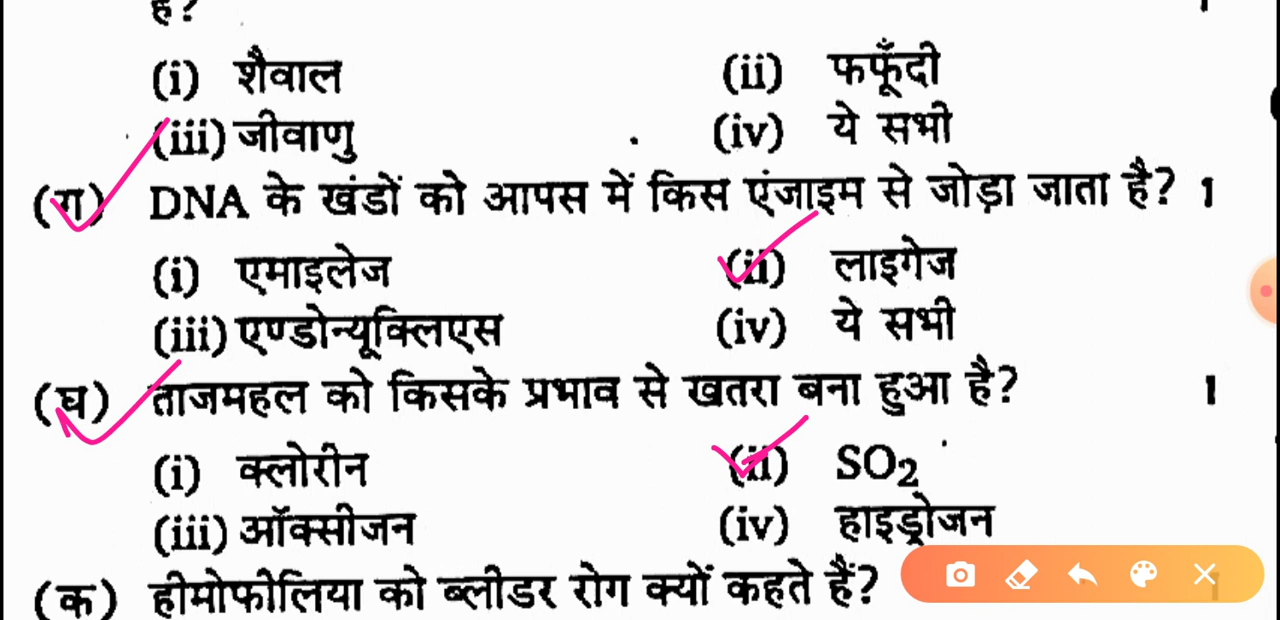 है?
(i) शैवाल (ii) फफूँदी
(iii) जीवाणु (iv) ये सभी
(ग) DNA के खंडों को आपस में किस एंजाइम से जोड़ा जाता है? 1
(i) एमाइलेज (ii) लाइगेज
(iii) एण्डोन्यूक्लिएस (iv) ये सभी
(घ) ताजमहल को किसके प्रभाव से खतरा बना हुआ है? 1
(i) क्लोरीन (ii) SO2
(iii) ऑक्सीजन (iv) हाइड्रोजन
(क) हीमोफोलिया को ब्लीडर रोग क्यों कहते हैं? 1